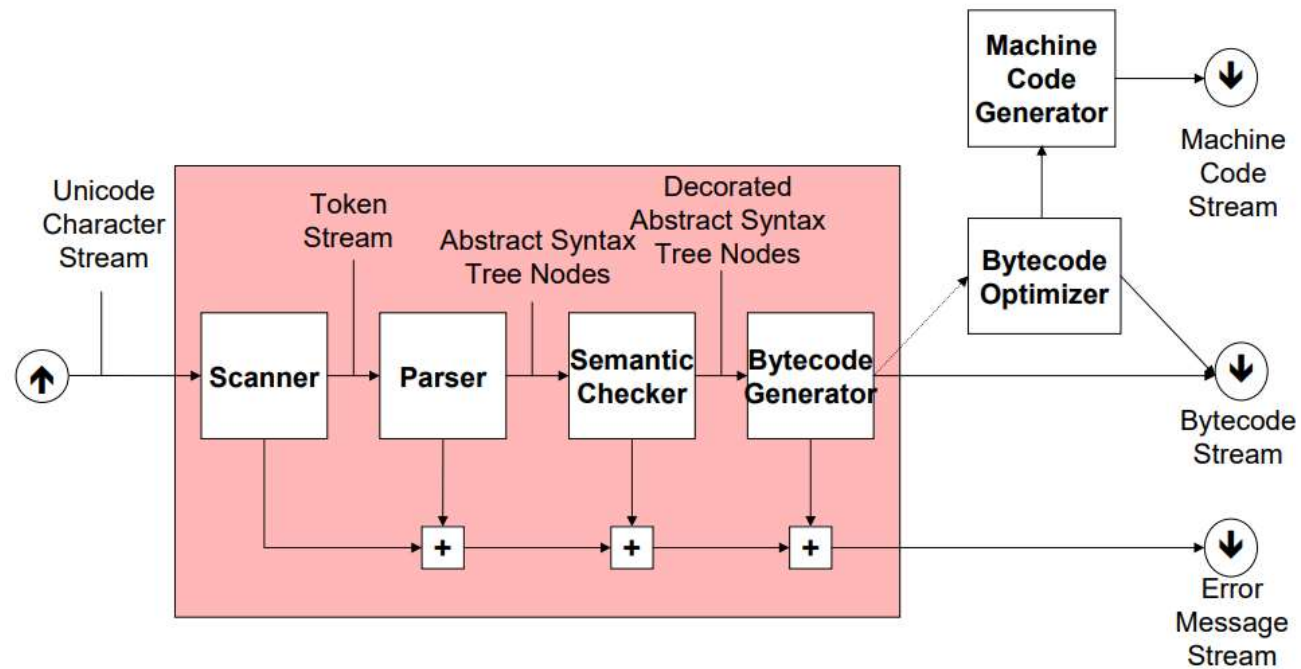 Machine
Code
Generator
Machine
Code
Stream
Unicode
Character
Stream
Token
Stream
Abstract Syntax
Tree Nodes
Decorated
Abstract Syntax
Tree Nodes
Bytecode
Optimizer
Scanner
Parser
Semantic
Checker
Bytecode
Generator
Bytecode
Stream
+
+
+
Error
Message
Stream